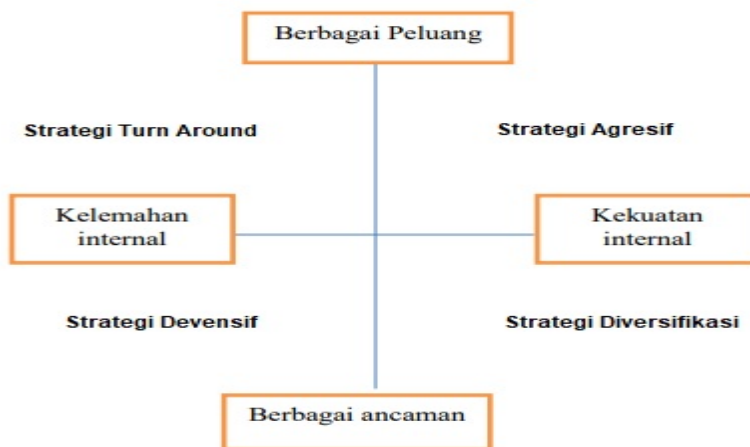 Berbagai Peluang
Strategi Turn Around
Strategi Agresif
Kelemahan
internal
Kekuatan
internal
Strategi Devensif
Strategi Diversifikasi
Berbagai ancaman